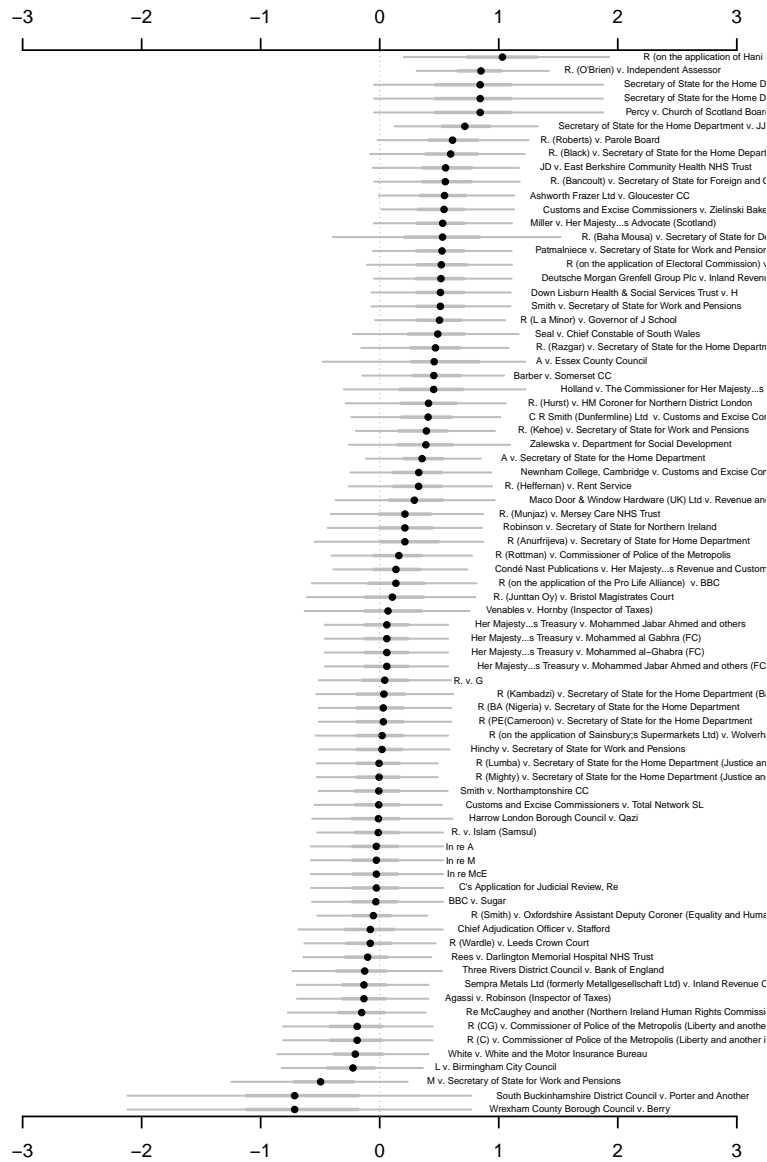 −3 −2 −1 0 1 2 3
R (on the application of Hani
R. (O'Brien) v. Independent Assessor
Secretary of State for the Home D
Secretary of State for the Home D
Percy v. Church of Scotland Boar
Secretary of State for the Home Department v. JJ
R. (Roberts) v. Parole Board
R. (Black) v. Secretary of State for the Home Depart
JD v. East Berkshire Community Health NHS Trust
R. (Bancoult) v. Secretary of State for Foreign and C
Ashworth Frazer Ltd v. Gloucester CC
Customs and Excise Commissioners v. Zielinski Bake
Miller v. Her Majesty...s Advocate (Scotland)
R. (Baha Mousa) v. Secretary of State for De
Patmalniece v. Secretary of State for Work and Pension
R (on the application of Electoral Commission) v
Deutsche Morgan Grenfell Group Plc v. Inland Revenu
Down Lisburn Health & Social Services Trust v. H
Smith v. Secretary of State for Work and Pensions
R (L a Minor) v. Governor of J School
Seal v. Chief Constable of South Wales
R. (Razgar) v. Secretary of State for the Home Departm
A v. Essex County Council
Barber v. Somerset CC
Holland v. The Commissioner for Her Majesty...s
R. (Hurst) v. HM Coroner for Northern District London
C R Smith (Dunfermline) Ltd v. Customs and Excise Cor
R. (Kehoe) v. Secretary of State for Work and Pensions
Zalewska v. Department for Social Development
A v. Secretary of State for the Home Department
Newnham College, Cambridge v. Customs and Excise Cor
R. (Heffernan) v. Rent Service
Maco Door & Window Hardware (UK) Ltd v. Revenue and
R. (Munjaz) v. Mersey Care NHS Trust
Robinson v. Secretary of State for Northern Ireland
R (Anurfrijeva) v. Secretary of State for Home Department
R (Rottman) v. Commissioner of Police of the Metropolis
Condé Nast Publications v. Her Majesty...s Revenue and Custom
R (on the application of the Pro Life Alliance) v. BBC
R. (Junttan Oy) v. Bristol Magistrates Court
Venables v. Hornby (Inspector of Taxes)
Her Majesty...s Treasury v. Mohammed Jabar Ahmed and others
Her Majesty...s Treasury v. Mohammed al Gabhra (FC)
Her Majesty...s Treasury v. Mohammed al−Ghabra (FC)
Her Majesty...s Treasury v. Mohammed Jabar Ahmed and others (FC
R. v. G
R (Kambadzi) v. Secretary of State for the Home Department (Ba
R (BA (Nigeria) v. Secretary of State for the Home Department
R (PE(Cameroon) v. Secretary of State for the Home Department
R (on the application of Sainsbury;s Supermarkets Ltd) v. Wolverh
Hinchy v. Secretary of State for Work and Pensions
R (Lumba) v. Secretary of State for the Home Department (Justice an
R (Mighty) v. Secretary of State for the Home Department (Justice an
Smith v. Northamptonshire CC
Customs and Excise Commissioners v. Total Network SL
Harrow London Borough Council v. Qazi
R. v. Islam (Samsul)
In re A
In re M
In re McE
C's Application for Judicial Review, Re
BBC v. Sugar
R (Smith) v. Oxfordshire Assistant Deputy Coroner (Equality and Huma
Chief Adjudication Officer v. Stafford
R (Wardle) v. Leeds Crown Court
Rees v. Darlington Memorial Hospital NHS Trust
Three Rivers District Council v. Bank of England
Sempra Metals Ltd (formerly Metallgesellschaft Ltd) v. Inland Revenue C
Agassi v. Robinson (Inspector of Taxes)
Re McCaughey and another (Northern Ireland Human Rights Commissi
R (CG) v. Commissioner of Police of the Metropolis (Liberty and anothe
R (C) v. Commissioner of Police of the Metropolis (Liberty and another i
White v. White and the Motor Insurance Bureau
L v. Birmingham City Council
M v. Secretary of State for Work and Pensions
South Buckinhamshire District Council v. Porter and Another
Wrexham County Borough Council v. Berry
−3 −2 −1 0 1 2 3